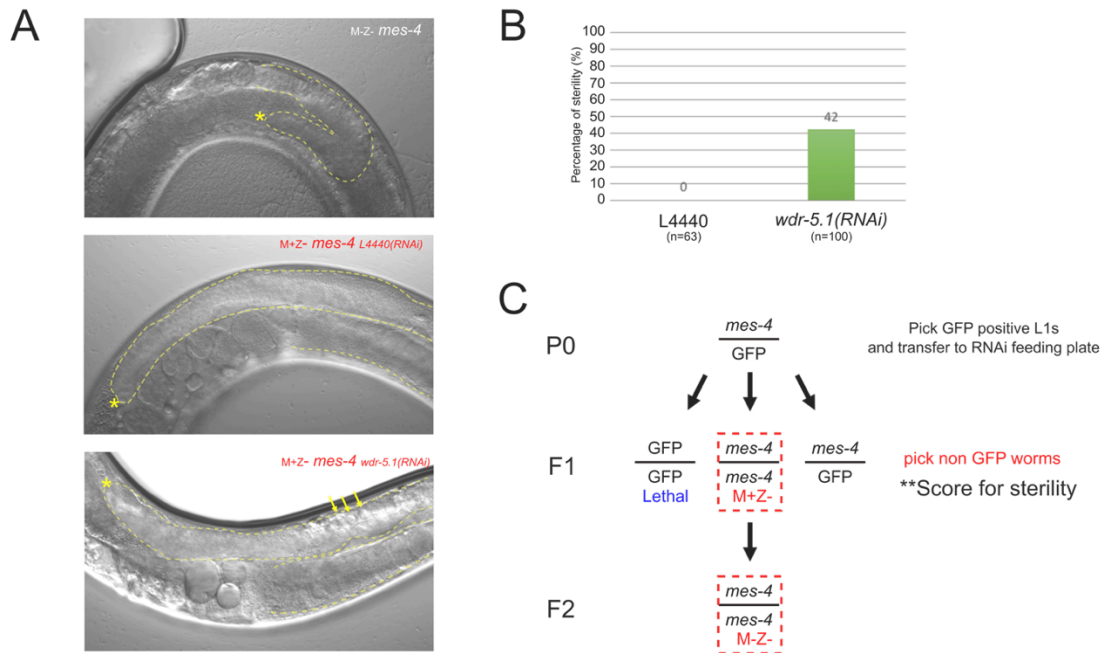 A
M-Z- mes-4
*
M+Z- mes-4 L4440(RNAi)
*
M+Z- mes-4 wdr-5.1(RNAi)
*
B
Percentage of sterility (%)
100
90
80
70
60
50
40
30
20
10
0
0
42
L4440
(n=63)
wdr-5.1(RNAi)
(n=100)
C
P0
mes-4
GFP
Pick GFP positive L1s
and transfer to RNAi feeding plate
F1
GFP
GFP
Lethal
mes-4
mes-4
M+Z-
mes-4
GFP
pick non GFP worms
**Score for sterility
F2
mes-4
mes-4
M-Z-